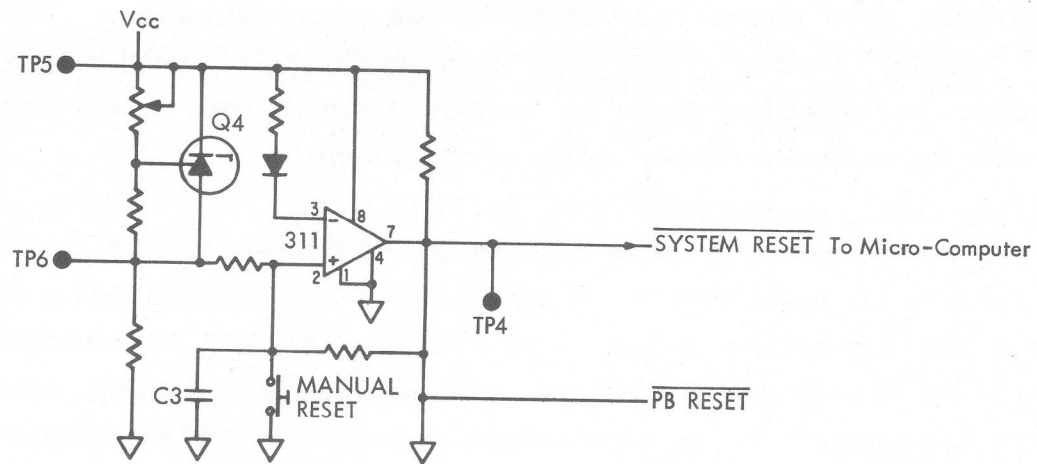 Vcc
TP5
Q4
3
8
311
7
4
2
1
SYSTEM RESET To Micro-Computer
TP6
TP4
C3
MANUAL
RESET
PB RESET